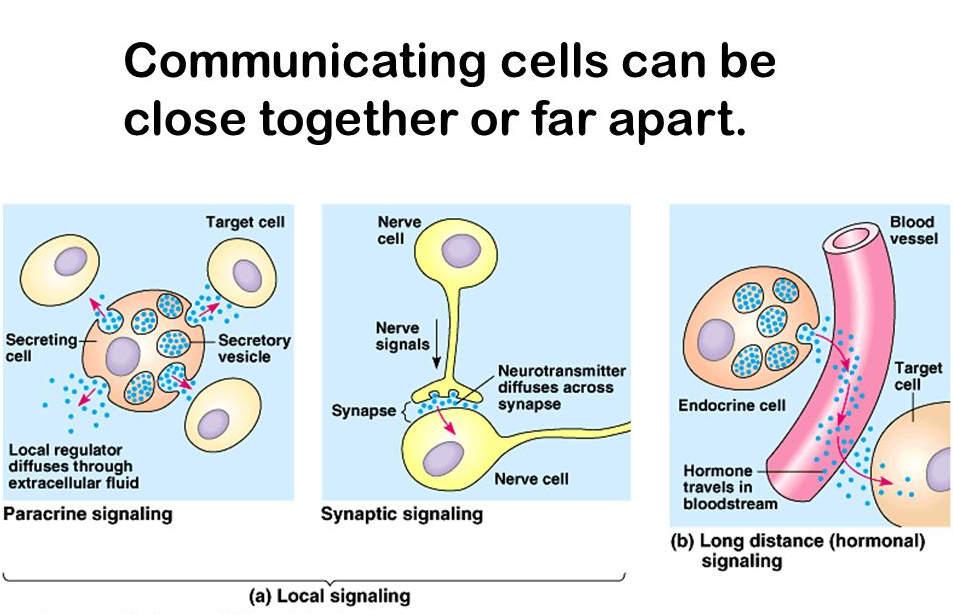 Communicating cells can be
close together or far apart.
Target cell
Secreting
cell
Secretory
vesicle
Local regulator
diffuses through
extracellular fluid
Paracrine signaling
Nerve
cell
Nerve
signals
Neurotransmitter
diffuses across
synapse
Synapse
Nerve cell
Synaptic signaling
(a) Local signaling
Blood
vessel
Target
cell
Endocrine cell
Hormone
travels in
bloodstream
(b) Long distance (hormonal)
signaling